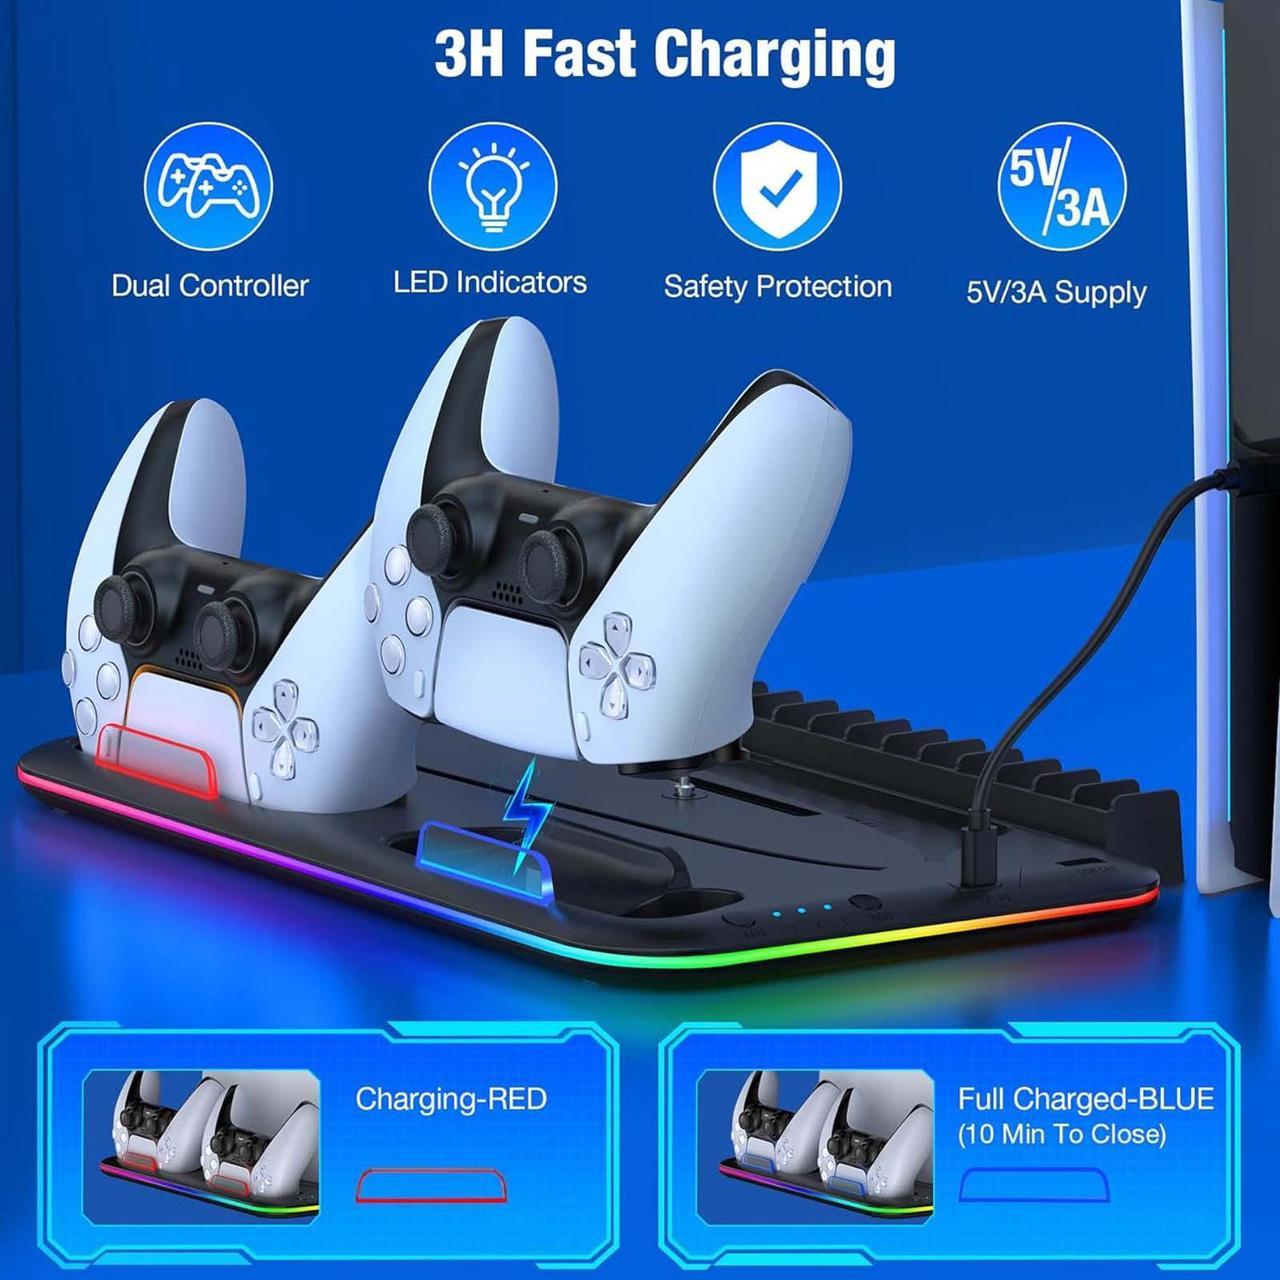 3H Fast Charging
5V/3A
Dual Controller
LED Indicators
Safety Protection
5V/3A Supply
Charging-RED
Full Charged-BLUE
(10 Min To Close)